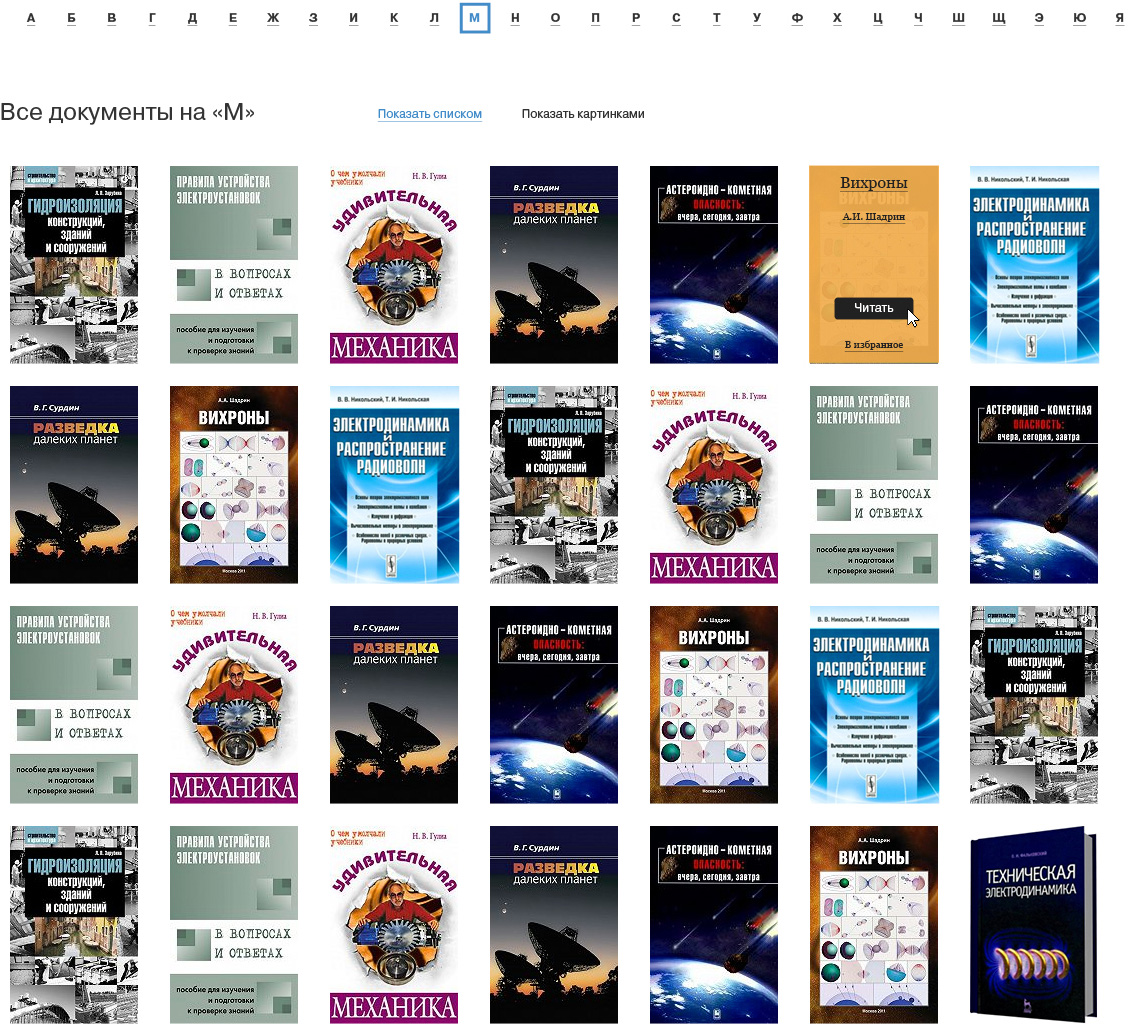 А Б В Г Д Е Ж З И К Л М Н О П Р С Т У Ф Х Ц Ч Ш Щ Э Ю Я
Все документы на «М»
Показать списком
Показать картинками
Л. В. Зарубина
ГИДРОИЗОЛЯЦИЯ
конструкций,
зданий
и сооружений
ПРАВИЛА УСТРОЙСТВА
ЭЛЕКТРОУСТАНОВОК
В ВОПРОСАХ
И ОТВЕТАХ
пособие для изучения
и подготовки
к проверке знаний
О чем умолчали
учебники
Н. В. Гулиа
УДИВИТЕЛЬНАЯ
МЕХАНИКА
В. Г. Сурдин
РАЗВЕДКА
далеких планет
АСТЕРОИДНО – КОМЕТНАЯ
ОПАСНОСТЬ:
вчера, сегодня, завтра
Вихроны
А.И. Шадрин
Читать
В избранное
В. В. Никольский, Т. И. Никольская
ЭЛЕКТРОДИНАМИКА
И
РАСПРОСТРАНЕНИЕ
РАДИОВОЛН
В. Г. Сурдин
РАЗВЕДКА
далеких планет
А.А. Шадрин
ВИХРОНЫ
Москва 2011
В. В. Никольский, Т. И. Никольская
ЭЛЕКТРОДИНАМИКА
И
РАСПРОСТРАНЕНИЕ
РАДИОВОЛН
Л. В. Зарубина
ГИДРОИЗОЛЯЦИЯ
конструкций,
зданий
и сооружений
О чем умолчали
учебники
Н. В. Гулиа
УДИВИТЕЛЬНАЯ
МЕХАНИКА
ПРАВИЛА УСТРОЙСТВА
ЭЛЕКТРОУСТАНОВОК
В ВОПРОСАХ
И ОТВЕТАХ
пособие для изучения
и подготовки
к проверке знаний
АСТЕРОИДНО – КОМЕТНАЯ
ОПАСНОСТЬ:
вчера, сегодня, завтра
ПРАВИЛА УСТРОЙСТВА
ЭЛЕКТРОУСТАНОВОК
В ВОПРОСАХ
И ОТВЕТАХ
пособие для изучения
и подготовки
к проверке знаний
О чем умолчали
учебники
Н. В. Гулиа
УДИВИТЕЛЬНАЯ
МЕХАНИКА
В. Г. Сурдин
РАЗВЕДКА
далеких планет
АСТЕРОИДНО – КОМЕТНАЯ
ОПАСНОСТЬ:
вчера, сегодня, завтра
А.А. Шадрин
ВИХРОНЫ
Москва 2011
В. В. Никольский, Т. И. Никольская
ЭЛЕКТРОДИНАМИКА
И
РАСПРОСТРАНЕНИЕ
РАДИОВОЛН
Л. В. Зарубина
ГИДРОИЗОЛЯЦИЯ
конструкций,
зданий
и сооружений
Л. В. Зарубина
ГИДРОИЗОЛЯЦИЯ
конструкций,
зданий
и сооружений
ПРАВИЛА УСТРОЙСТВА
ЭЛЕКТРОУСТАНОВОК
В ВОПРОСАХ
И ОТВЕТАХ
пособие для изучения
и подготовки
к проверке знаний
О чем умолчали
учебники
Н. В. Гулиа
УДИВИТЕЛЬНАЯ
МЕХАНИКА
В. Г. Сурдин
РАЗВЕДКА
далеких планет
АСТЕРОИДНО – КОМЕТНАЯ
ОПАСНОСТЬ:
вчера, сегодня, завтра
А.А. Шадрин
ВИХРОНЫ
Москва 2011
ТЕХНИЧЕСКАЯ
ЭЛЕКТРОДИНАМИКА